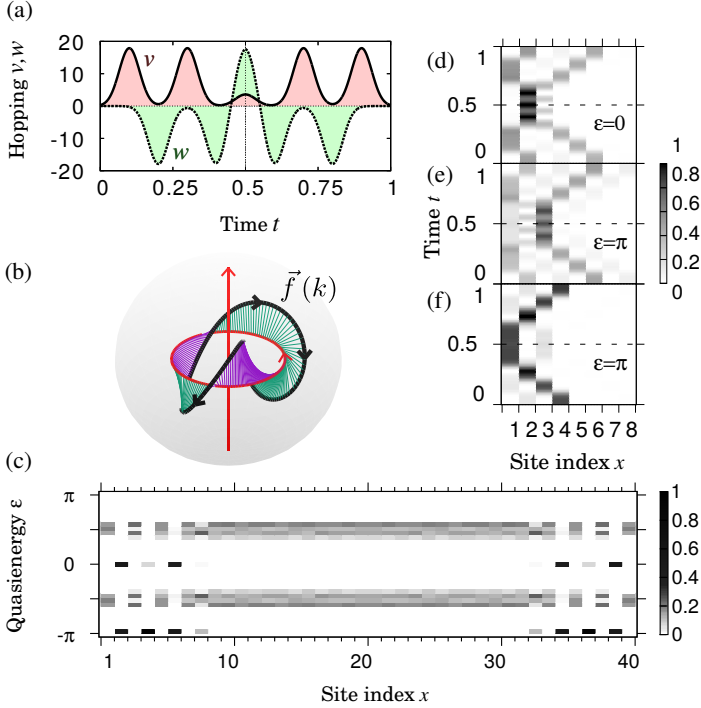 (a)
Hopping v, w
20
10
0
-10
-20
v
w
0
0.25
0.5
0.75
1
Time t
(b)
f⃗ (k)
(d)
1
0.5
0
ε=0
(e)
1
0.5
0
ε=π
(f)
1
0.5
0
ε=π
Time t
1 2 3 4 5 6 7 8
Site index x
1
0.8
0.6
0.4
0.2
0
(c)
Quasienergy ε
π
0
-π
1
10
20
30
40
Site index x
1
0.8
0.6
0.4
0.2
0